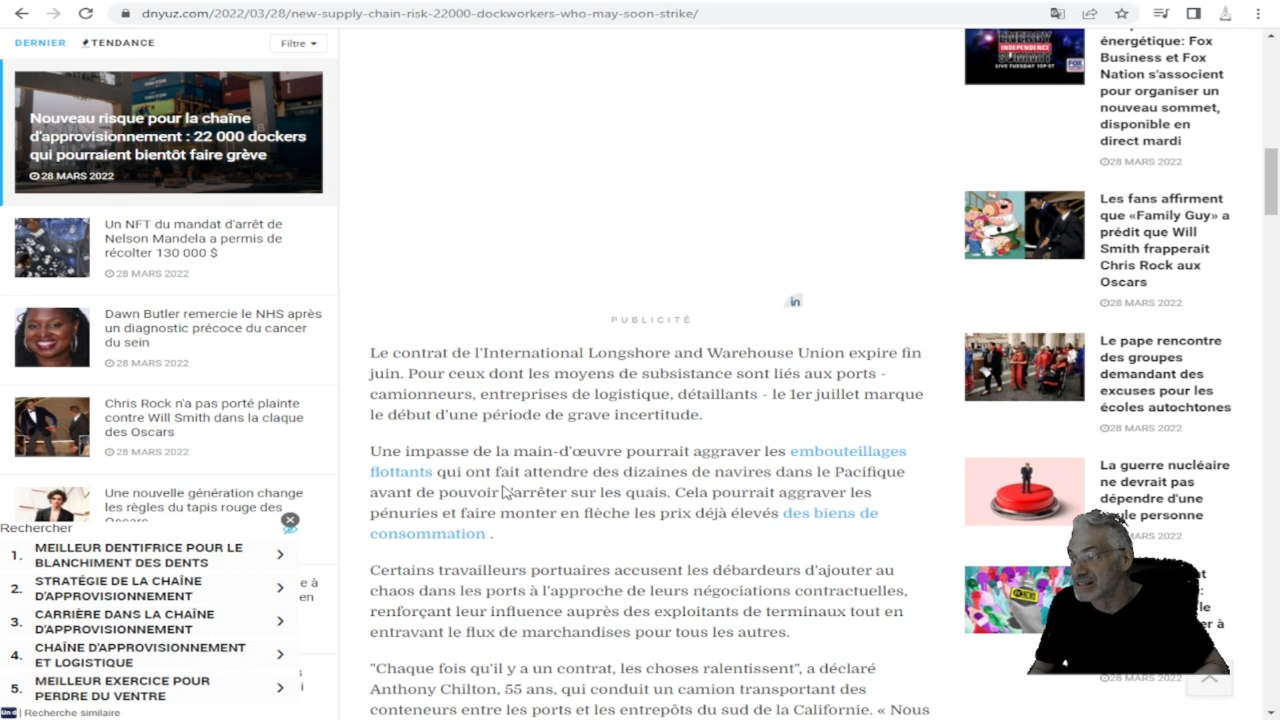 dnyuz.com/2022/03/28/new-supply-chain-risk-22000-dockworkers-who-may-soon-strike/
DERNIER
TENDANCE
Filtre
Nouveau risque pour la chaîne
d'approvisionnement : 22 000 dockers
qui pourraient bientôt faire grève
28 MARS 2022
Un NFT du mandat d'arrêt de
Nelson Mandela a permis de
récolter 130 000 $
28 MARS 2022
Dawn Butler remercie le NHS après
un diagnostic précoce du cancer
du sein
28 MARS 2022
Chris Rock n'a pas porté plainte
contre Will Smith dans la claque
des Oscars
28 MARS 2022
Une nouvelle génération change
les règles du tapis rouge des
Oscars
Rechercher
1. MEILLEUR DENTIFRICE POUR LE
BLANCHIMENT DES DENTS
2. STRATÉGIE DE LA CHAÎNE
D'APPROVISIONNEMENT
3. CARRIÈRE DANS LA CHAÎNE
D'APPROVISIONNEMENT
4. CHAÎNE D'APPROVISIONNEMENT
ET LOGISTIQUE
5. MEILLEUR EXERCICE POUR
PERDRE DU VENTRE
| Recherche similaire
in
PUBLICITÉ
Le contrat de l'International Longshore and Warehouse Union expire fin
juin. Pour ceux dont les moyens de subsistance sont liés aux ports -
camionneurs, entreprises de logistique, détaillants - le 1er juillet marque
le début d'une période de grave incertitude.
Une impasse de la main-d'œuvre pourrait aggraver les embouteillages
flottants qui ont fait attendre des dizaines de navires dans le Pacifique
avant de pouvoir s'arrêter sur les quais. Cela pourrait aggraver les
pénuries et faire monter en flèche les prix déjà élevés des biens de
consommation .
Certains travailleurs portuaires accusent les débardeurs d'ajouter au
chaos dans les ports à l'approche de leurs négociations contractuelles,
renforçant leur influence auprès des exploitants de terminaux tout en
entravant le flux de marchandises pour tous les autres.
"Chaque fois qu'il y a un contrat, les choses ralentissent", a déclaré
Anthony Chilton, 55 ans, qui conduit un camion transportant des
conteneurs entre les ports et les entrepôts du sud de la Californie. « Nous
ENERGY
INDEPENDENCE
SUMMIT
LIVE TUESDAY 12P ET
FOX
énergétique: Fox
Business et Fox
Nation s'associent
pour organiser un
nouveau sommet,
disponible en
direct mardi
28 MARS 2022
Les fans affirment
que «Family Guy» a
prédit que Will
Smith frapperait
Chris Rock aux
Oscars
28 MARS 2022
Le pape rencontre
des groupes
demandant des
excuses pour les
écoles autochtones
28 MARS 2022
La guerre nucléaire
ne devrait pas
dépendre d'une
personne
MARS 2022
28 MARS 2022